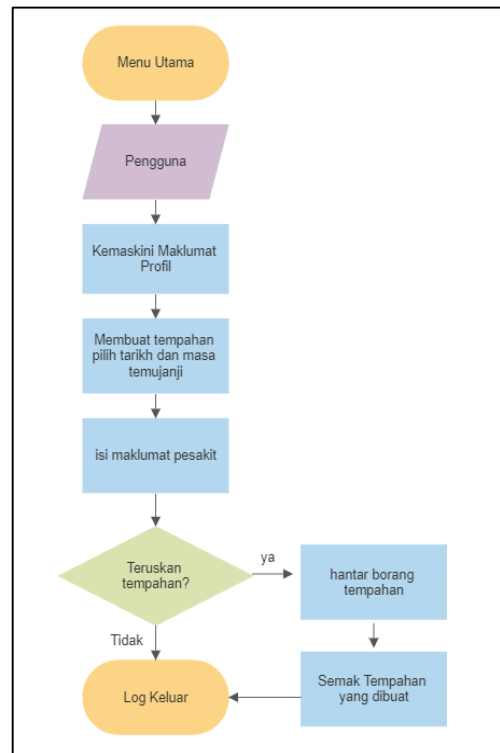 Menu Utama
Pengguna
Kemaskini Maklumat
Profil
Membuat tempahan
pilih tarikh dan masa
temujanji
isi maklumat pesakit
Teruskan
tempahan?
ya
hantar borang
tempahan
Tidak
Log Keluar
Semak Tempahan
yang dibuat